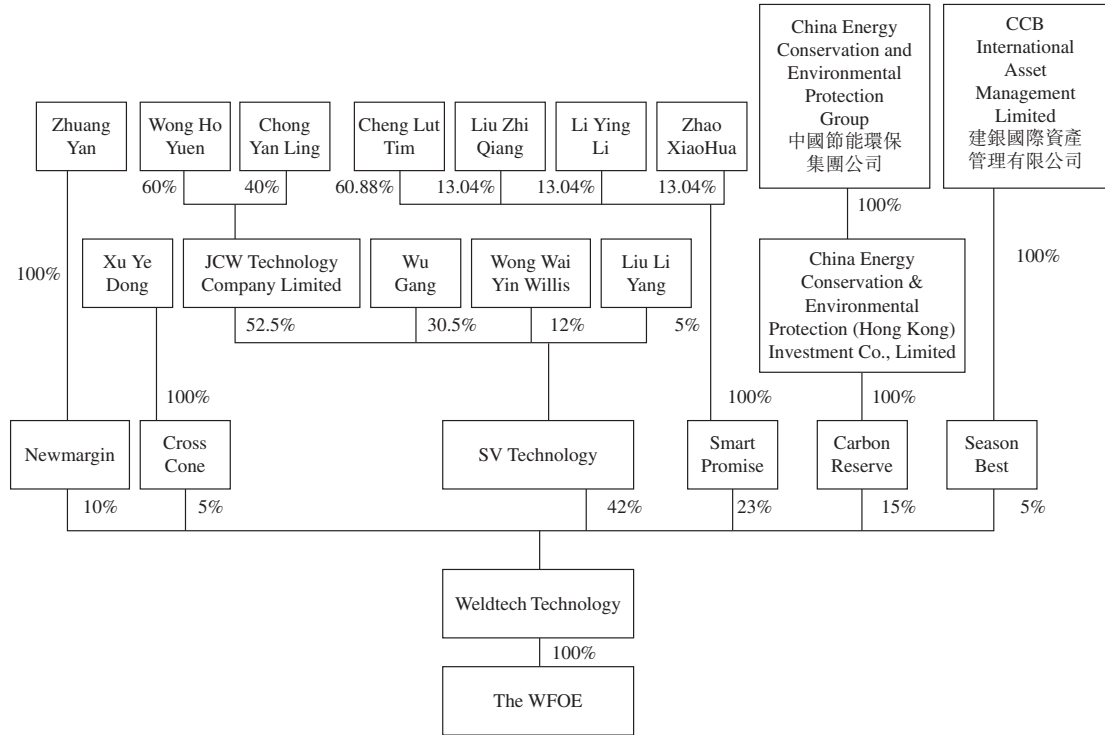 China Energy
Conservation and
Environmental
Protection
Group
中國節能環保
集團公司
CCB
International
Asset
Management
Limited
建銀國際資產
管理有限公司
Zhuang
Yan
Wong Ho
Yuen
Chong
Yan Ling
Cheng Lut
Tim
Liu Zhi
Qiang
Li Ying
Li
Zhao
XiaoHua
60%
40%
60.88%
13.04%
13.04%
13.04%
100%
Xu Ye
Dong
JCW Technology
Company Limited
Wu
Gang
Wong Wai
Yin Willis
Liu Li
Yang
China Energy
Conservation &
Environmental
Protection (Hong Kong)
Investment Co., Limited
100%
100%
52.5%
30.5%
12%
5%
100%
100%
100%
Newmargin
Cross
Cone
SV Technology
Smart
Promise
Carbon
Reserve
Season
Best
10%
5%
42%
23%
15%
5%
Weldtech Technology
100%
The WFOE